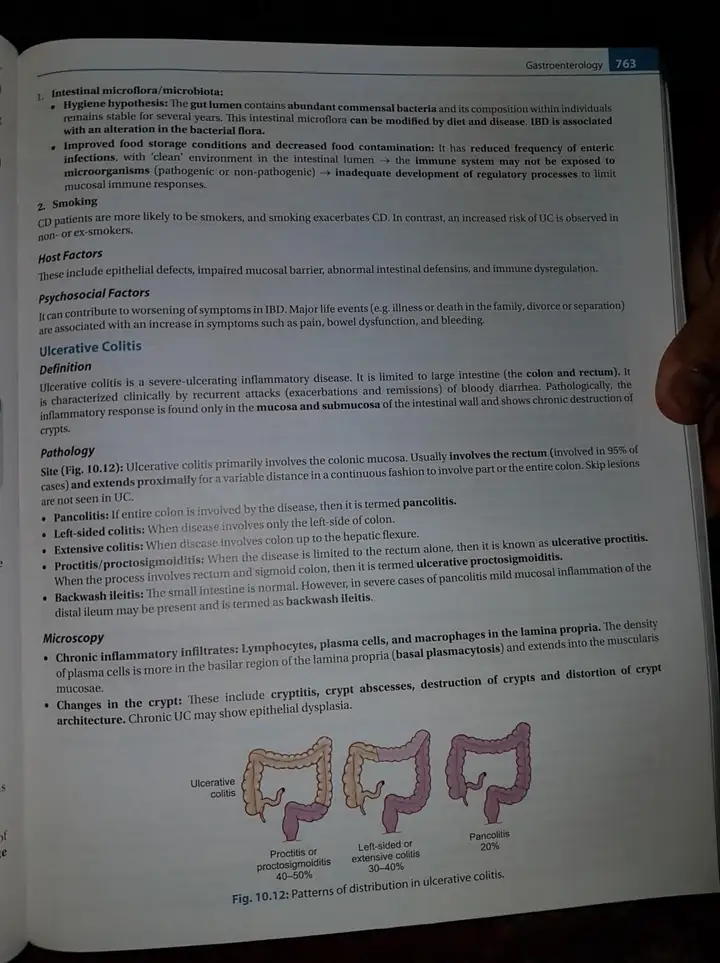 Gastroenterology 763
1. Intestinal microflora/microbiota:
• Hygiene hypothesis: The gut lumen contains abundant commensal bacteria and its composition within individuals
remains stable for several years. This intestinal microflora can be modified by diet and disease. IBD is associated
with an alteration in the bacterial flora.
• Improved food storage conditions and decreased food contamination: It has reduced frequency of enteric
infections, with 'clean' environment in the intestinal lumen → the immune system may not be exposed to
microorganisms (pathogenic or non-pathogenic) → inadequate development of regulatory processes to limit
mucosal immune responses.
2. Smoking
CD patients are more likely to be smokers, and smoking exacerbates CD. In contrast, an increased risk of UC is observed in
non- or ex-smokers.
Host Factors
These include epithelial defects, impaired mucosal barrier, abnormal intestinal defensins, and immune dysregulation.
Psychosocial Factors
It can contribute to worsening of symptoms in IBD. Major life events (e.g. illness or death in the family, divorce or separation)
are associated with an increase in symptoms such as pain, bowel dysfunction, and bleeding.
Ulcerative Colitis
Definition
Ulcerative colitis is a severe-ulcerating inflammatory disease. It is limited to large intestine (the colon and rectum). It
is characterized clinically by recurrent attacks (exacerbations and remissions) of bloody diarrhea. Pathologically, the
inflammatory response is found only in the mucosa and submucosa of the intestinal wall and shows chronic destruction of
crypts.
Pathology
Site (Fig. 10.12): Ulcerative colitis primarily involves the colonic mucosa. Usually involves the rectum (involved in 95% of
cases) and extends proximally for a variable distance in a continuous fashion to involve part or the entire colon. Skip lesions
are not seen in UC.
• Pancolitis: If entire colon is involved by the disease, then it is termed pancolitis.
• Left-sided colitis: When disease involves only the left-side of colon.
• Extensive colitis: When disease involves colon up to the hepatic flexure.
• Proctitis/proctosigmoiditis: When the disease is limited to the rectum alone, then it is known as ulcerative proctitis.
When the process involves rectum and sigmoid colon, then it is termed ulcerative proctosigmoiditis.
• Backwash ileitis: The small intestine is normal. However, in severe cases of pancolitis mild mucosal inflammation of the
distal ileum may be present and is termed as backwash ileitis.
Microscopy
• Chronic inflammatory infiltrates: Lymphocytes, plasma cells, and macrophages in the lamina propria. The density
of plasma cells is more in the basilar region of the lamina propria (basal plasmacytosis) and extends into the muscularis
mucosae.
• Changes in the crypt: These include cryptitis, crypt abscesses, destruction of crypts and distortion of crypt
architecture. Chronic UC may show epithelial dysplasia.
Ulcerative
colitis
Proctitis or
proctosigmoiditis
40–50%
Left-sided or
extensive colitis
30–40%
Pancolitis
20%
Fig. 10.12: Patterns of distribution in ulcerative colitis.